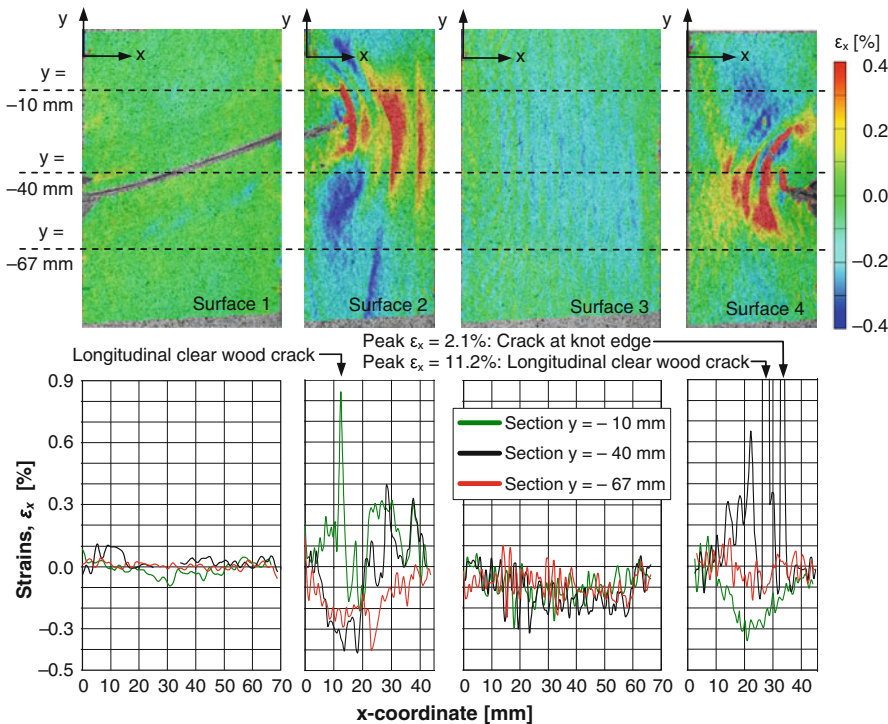 y y y y
x x x x
εx [%]
y =
–10 mm
y =
–40 mm
y =
–67 mm
0.4
0.2
0.0
–0.2
–0.4
Surface 1 Surface 2 Surface 3 Surface 4
Peak εx = 2.1%: Crack at knot edge
Longitudinal clear wood crack
Peak εx = 11.2%: Longitudinal clear wood crack
0.9
0.6
0.3
0.0
–0.3
–0.5
Strains, εx [%]
Section y = – 10 mm
Section y = – 40 mm
Section y = – 67 mm
0 10 20 30 40 50 60 70
0 10 20 30 40
0 10 20 30 40 50 60 70
0 10 20 30 40
x-coordinate [mm]